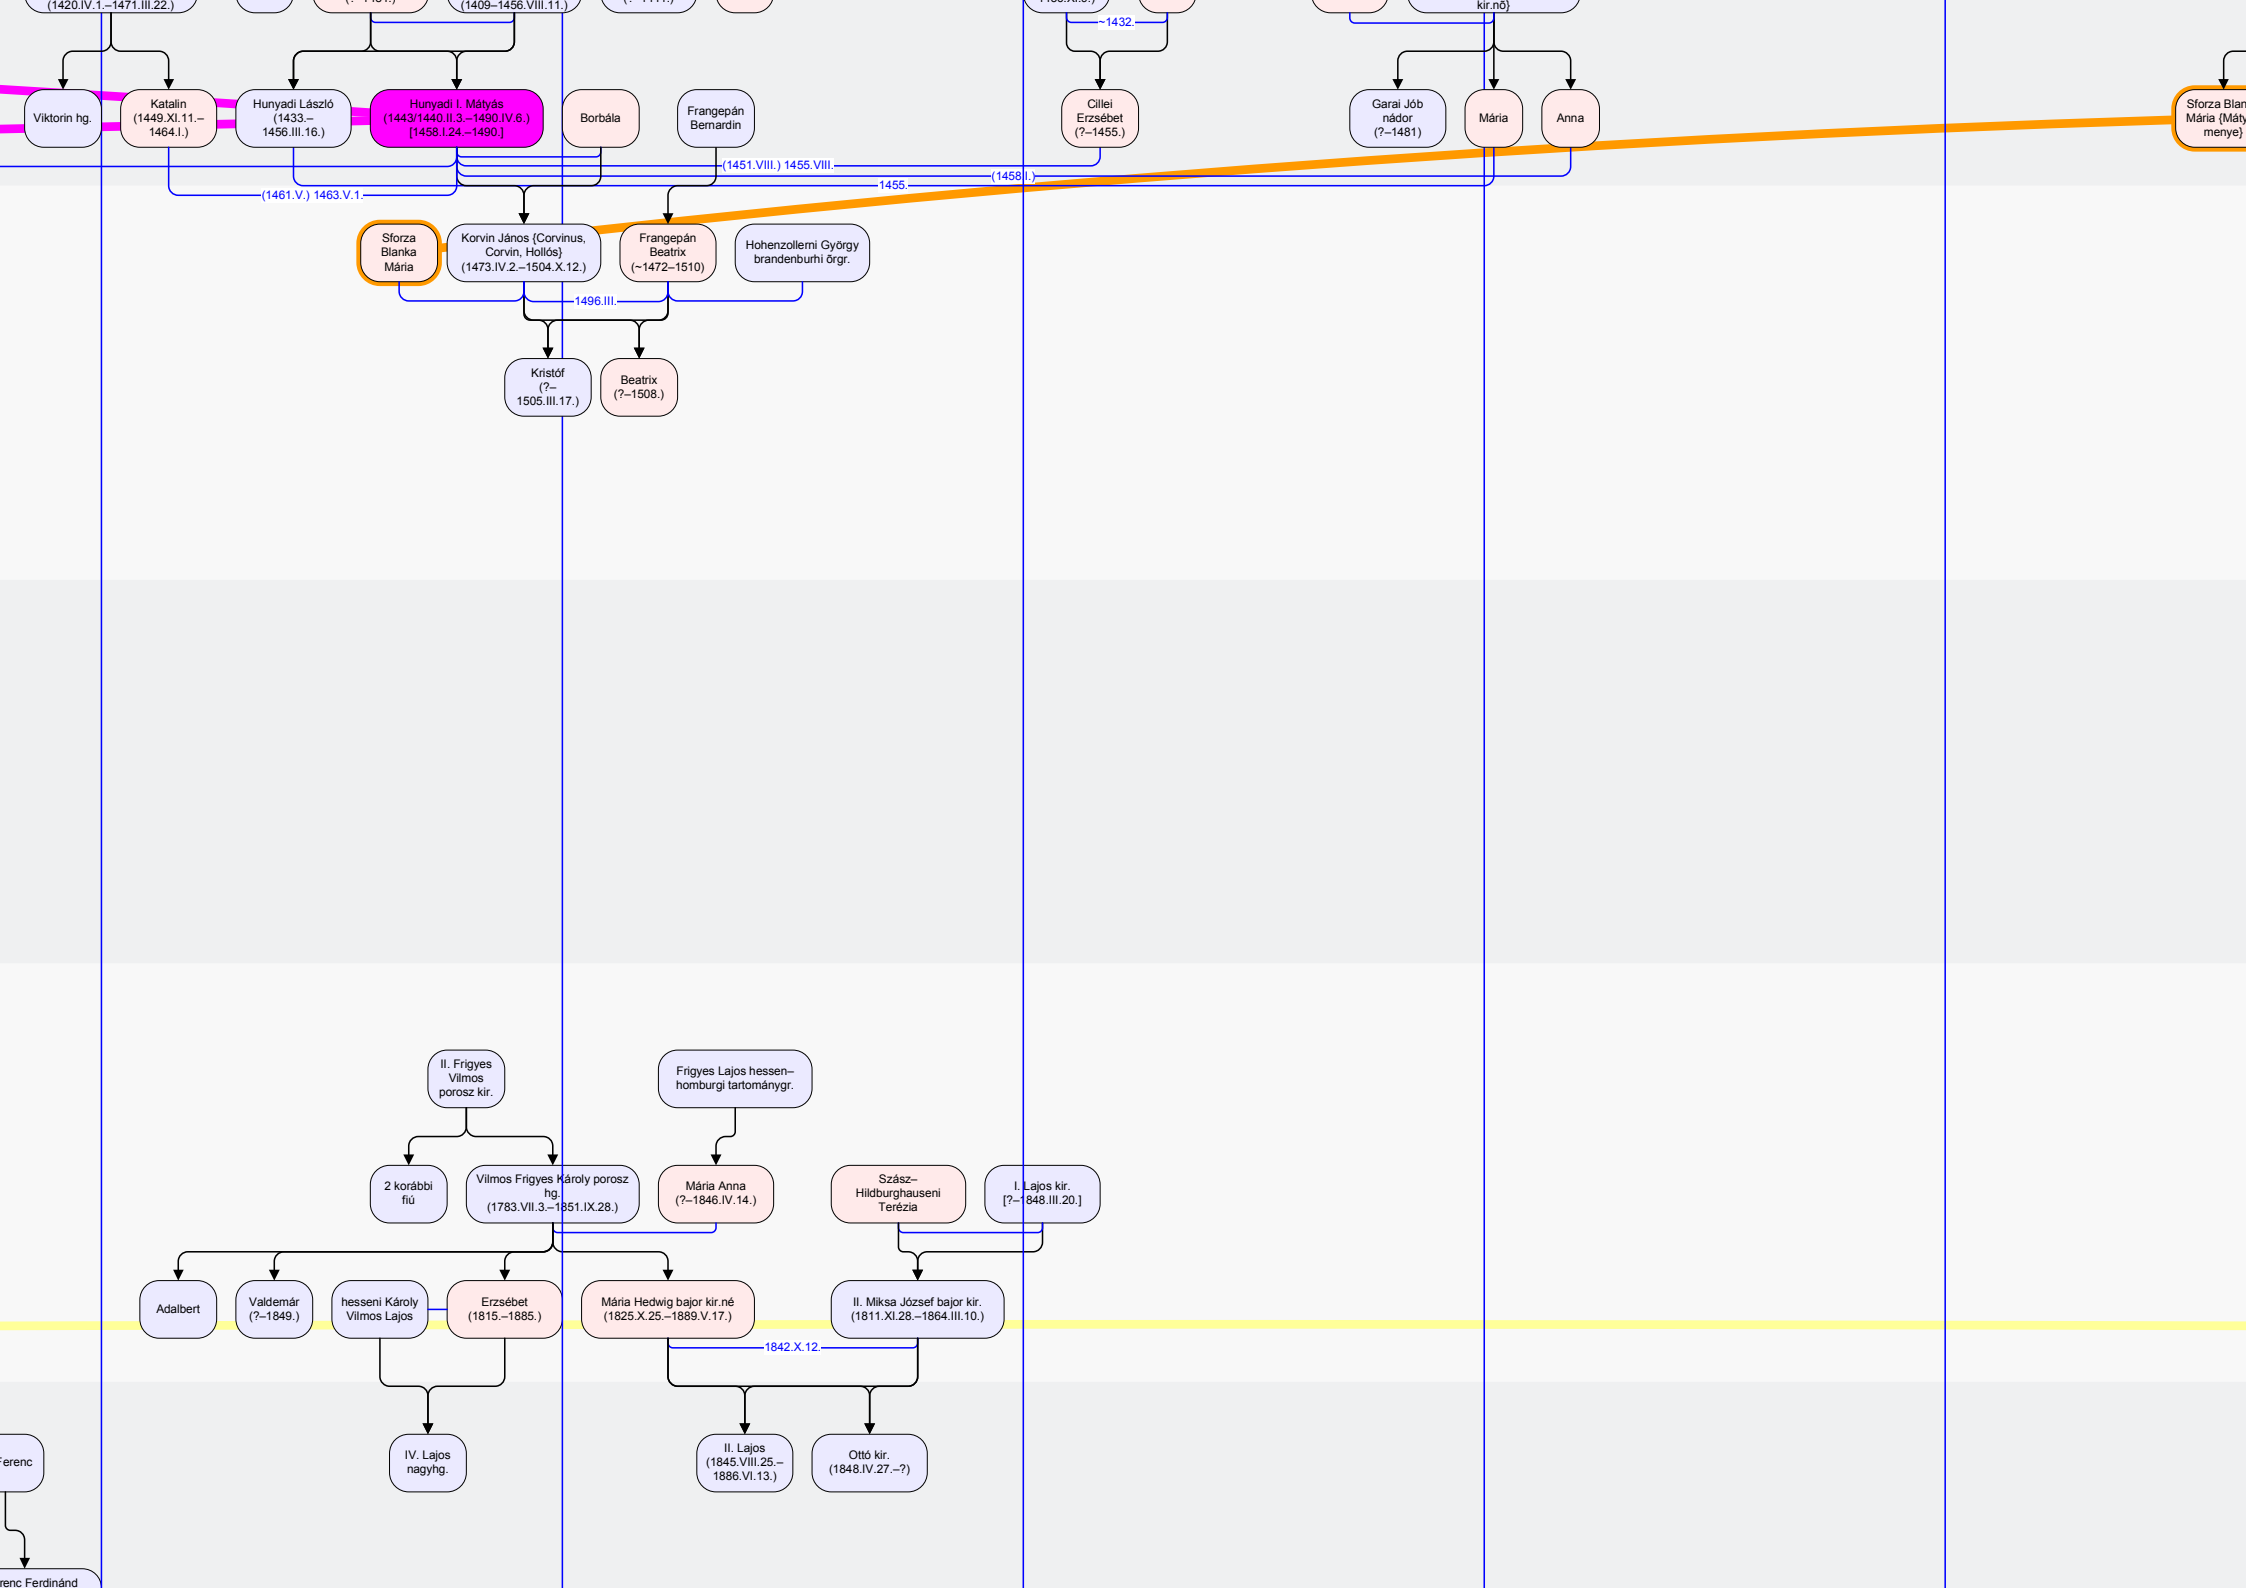 (1420.IV.1.–1471.III.22.)
(1409–1456.VIII.11.)
~1432.
kir.nő}
Viktorin hg.
Katalin
(1449.XI.11.–
1464.I.)
Hunyadi László
(1433.–
1456.III.16.)
Hunyadi I. Mátyás
(1443/1440.II.3.–1490.IV.6.)
[1458.I.24.–1490.]
Borbála
Frangepán
Bernardin
Cillei
Erzsébet
(?–1455.)
Garai Jób
nádor
(?–1481)
Mária
Anna
Sforza Blan
Mária {Máty
menye}
(1451.VIII.) 1455.VIII.
(1458.I.)
1455.
(1461.V.) 1463.V.1.
Sforza
Blanka
Mária
Korvin János {Corvinus,
Corvin, Hollós}
(1473.IV.2.–1504.X.12.)
Frangepán
Beatrix
(~1472–1510)
Hohenzollerni György
brandenburhi őrgr.
1496.III.
Kristóf
(?–
1505.III.17.)
Beatrix
(?–1508.)
II. Frigyes
Vilmos
porosz kir.
Frigyes Lajos hessen–
homburgi tartománygr.
2 korábbi
fiú
Vilmos Frigyes Károly porosz
hg.
(1783.VII.3.–1851.IX.28.)
Mária Anna
(?–1846.IV.14.)
Szász–
Hildburghauseni
Terézia
I. Lajos kir.
[?–1848.III.20.]
Adalbert
Valdemár
(?–1849.)
hesseni Károly
Vilmos Lajos
Erzsébet
(1815.–1885.)
Mária Hedwig bajor kir.né
(1825.X.25.–1889.V.17.)
II. Miksa József bajor kir.
(1811.XI.28.–1864.III.10.)
1842.X.12.
Ferenc
IV. Lajos
nagyhg.
II. Lajos
(1845.VIII.25.–
1886.VI.13.)
Ottó kir.
(1848.IV.27.–?)
renc Ferdinánd